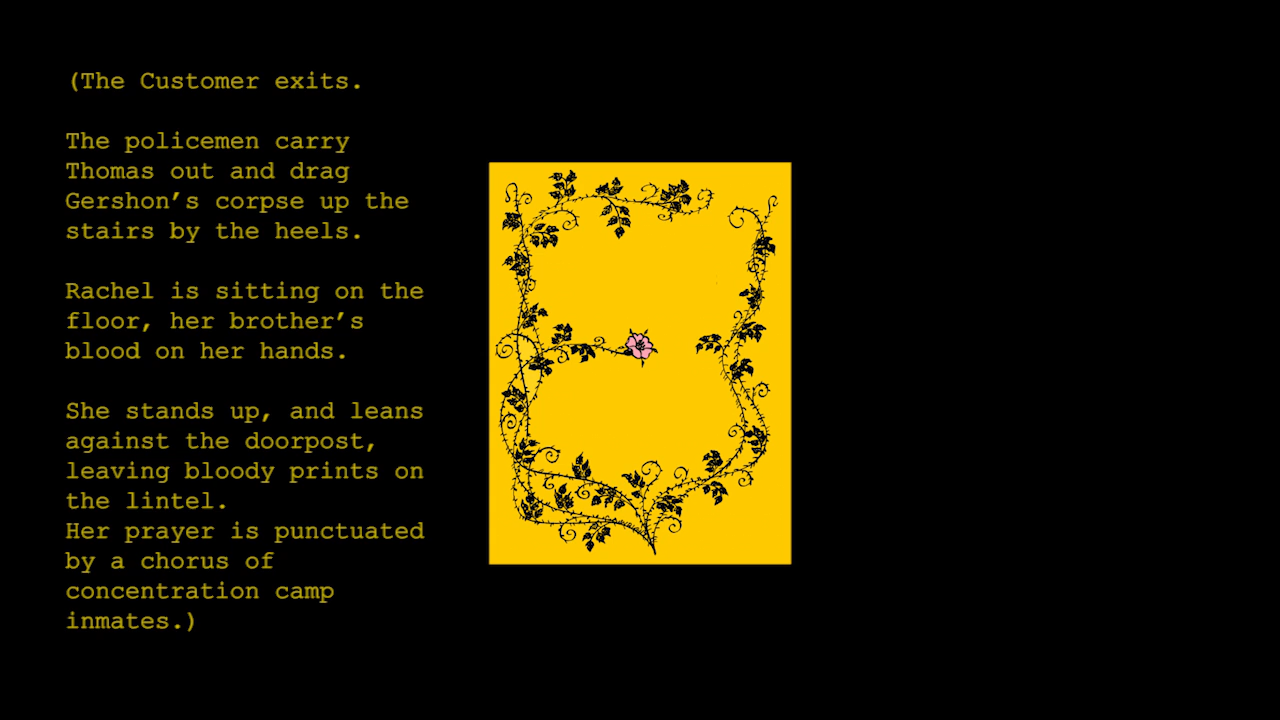 (The Customer exits.
The policemen carry
Thomas out and drag
Gershon’s corpse up the
stairs by the heels.
Rachel is sitting on the
floor, her brother’s
blood on her hands.
She stands up, and leans
against the doorpost,
leaving bloody prints on
the lintel.
Her prayer is punctuated
by a chorus of
concentration camp
inmates.)